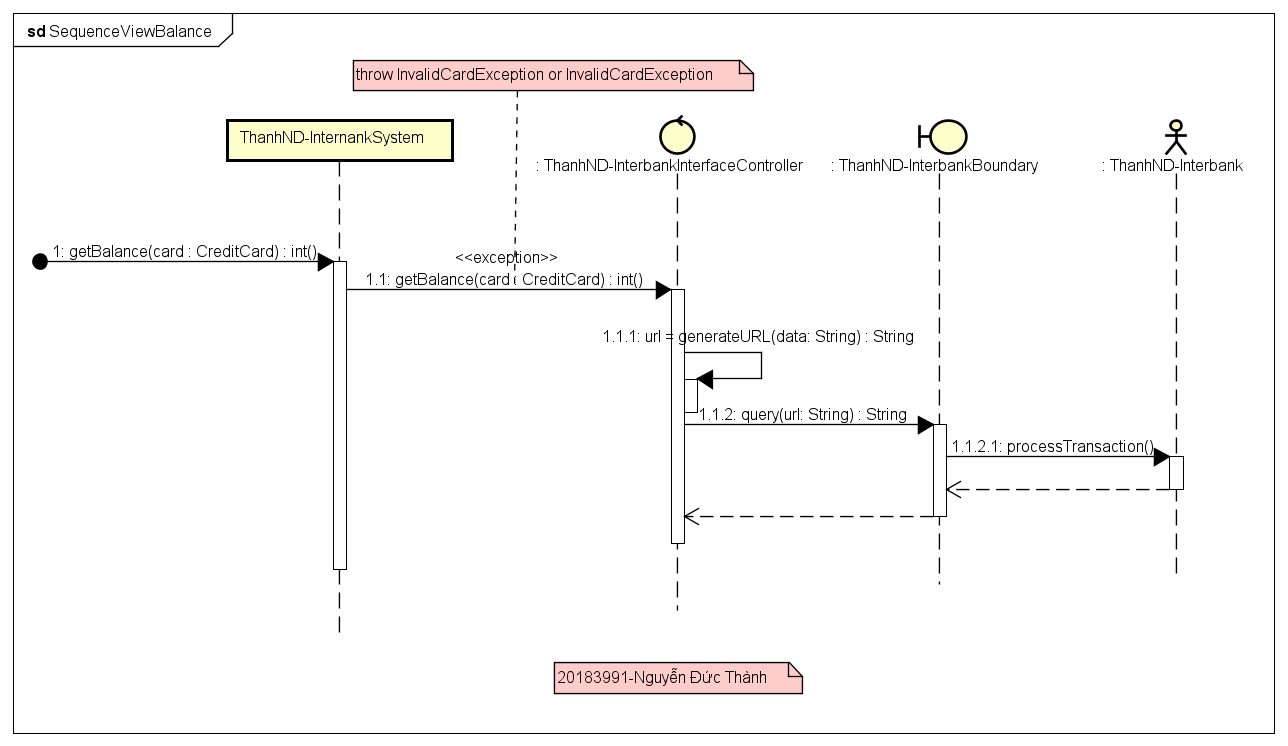 sd SequenceViewBalance
throw InvalidCardException or InvalidCardException
ThanhND-InternankSystem
: ThanhND-InterbankInterfaceController
: ThanhND-InterbankBoundary
: ThanhND-Interbank
1: getBalance(card : CreditCard) : int()
<<exception>>
1.1: getBalance(card : CreditCard) : int()
1.1.1: url = generateURL(data: String) : String
1.1.2: query(url: String) : String
1.1.2.1: processTransaction()
20183991-Nguyễn Đức Thành